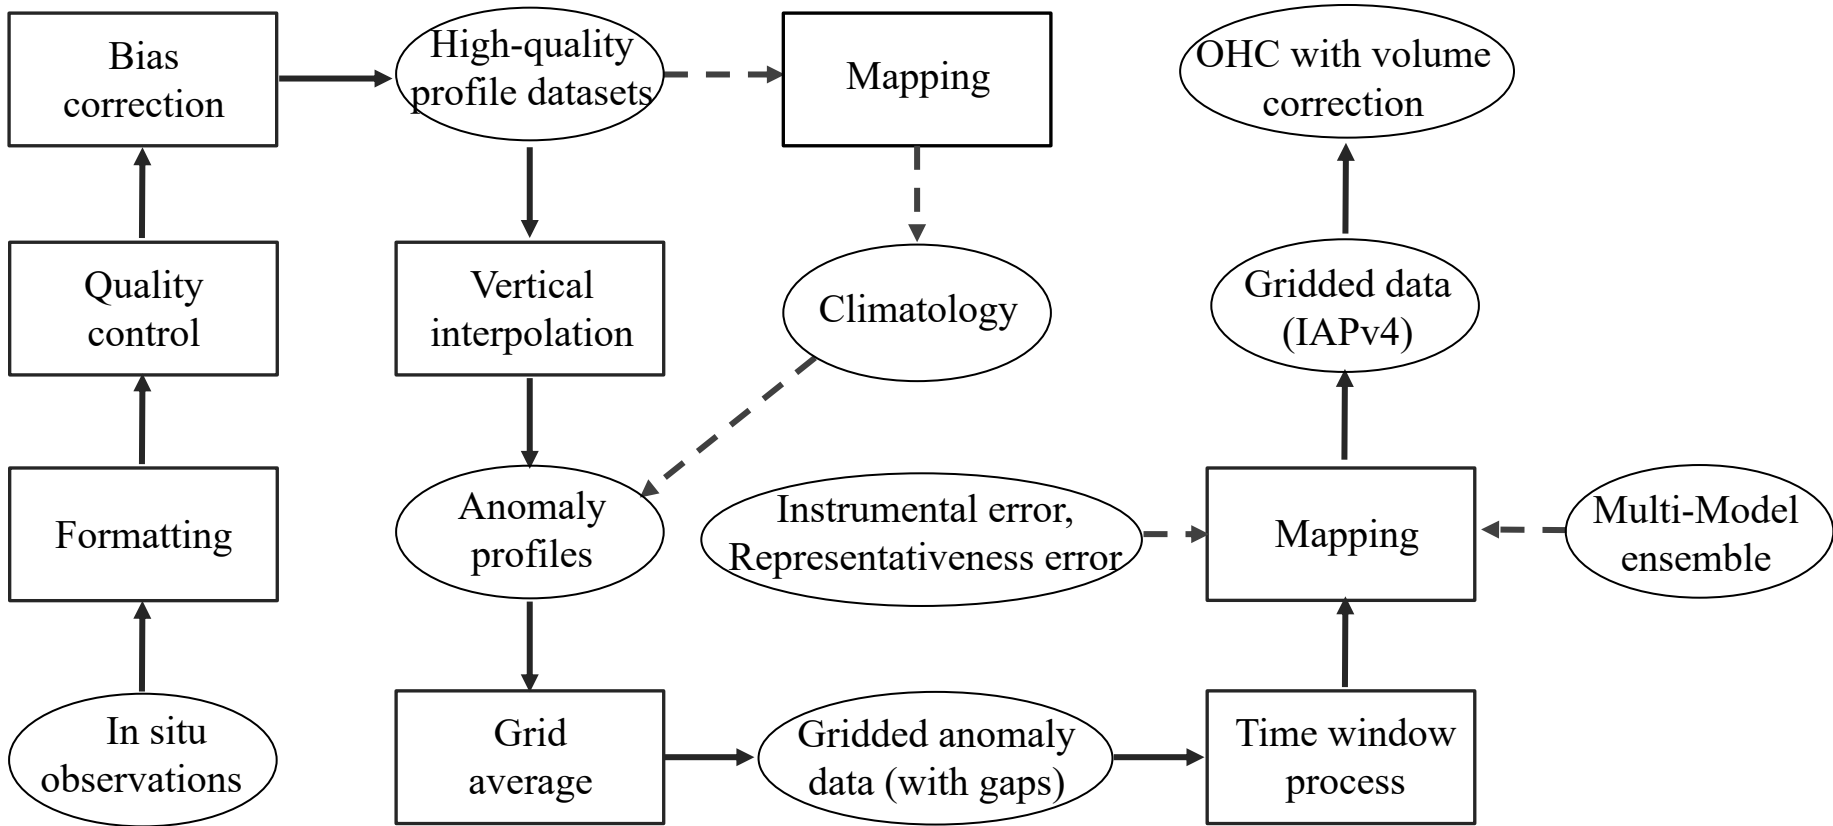 Bias
correction
High-quality
profile datasets
Mapping
OHC with volume
correction
Quality
control
Vertical
interpolation
Climatology
Gridded data
(IAPv4)
Formatting
Anomaly
profiles
Instrumental error,
Representativeness error
Mapping
Multi-Model
ensemble
In situ
observations
Grid
average
Gridded anomaly
data (with gaps)
Time window
process